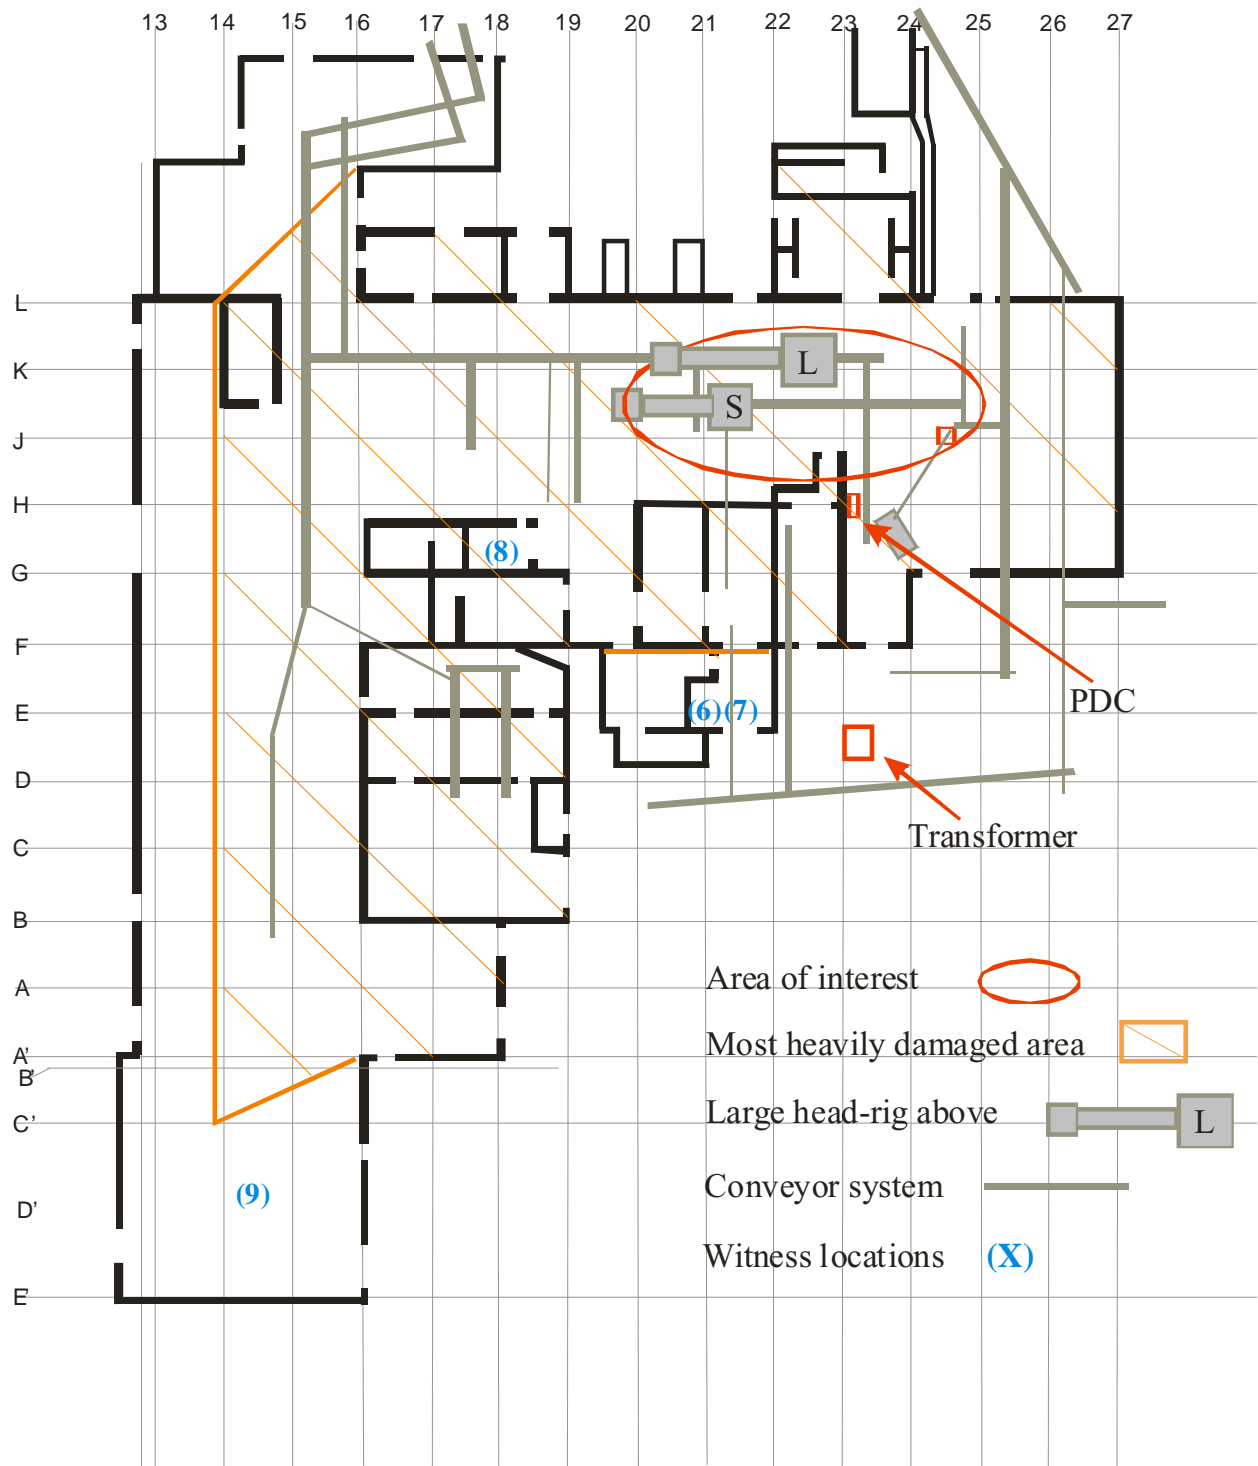 13 14 15 16 17 18 19 20 21 22 23 24 25 26 27
L
K
L
S
J
H
(8)
G
F
E
(6)(7)
PDC
D
Transformer
C
B
A
Area of interest
A'
B'
Most heavily damaged area
C'
Large head-rig above
L
D'
(9)
Conveyor system
Witness locations (X)
E'